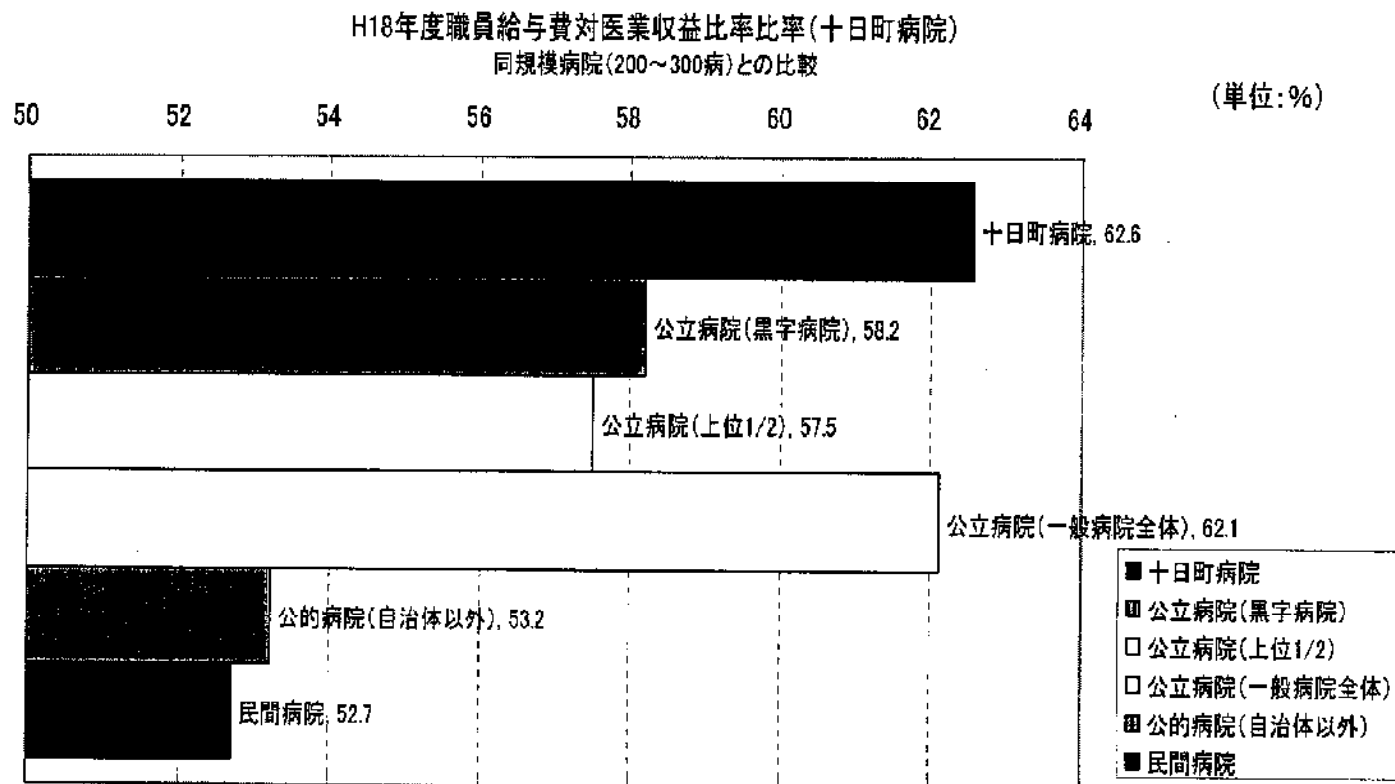 H18年度職員給与費対医業収益比率比率(十日町病院)
同規模病院(200～300病)との比較
(単位:%)
50 52 54 56 58 60 62 64
十日町病院, 62.6
公立病院(黒字病院), 58.2
公立病院(上位1/2), 57.5
公立病院(一般病院全体), 62.1
公的病院(自治体以外), 53.2
民間病院, 52.7
十日町病院
公立病院(黒字病院)
公立病院(上位1/2)
公立病院(一般病院全体)
公的病院(自治体以外)
民間病院